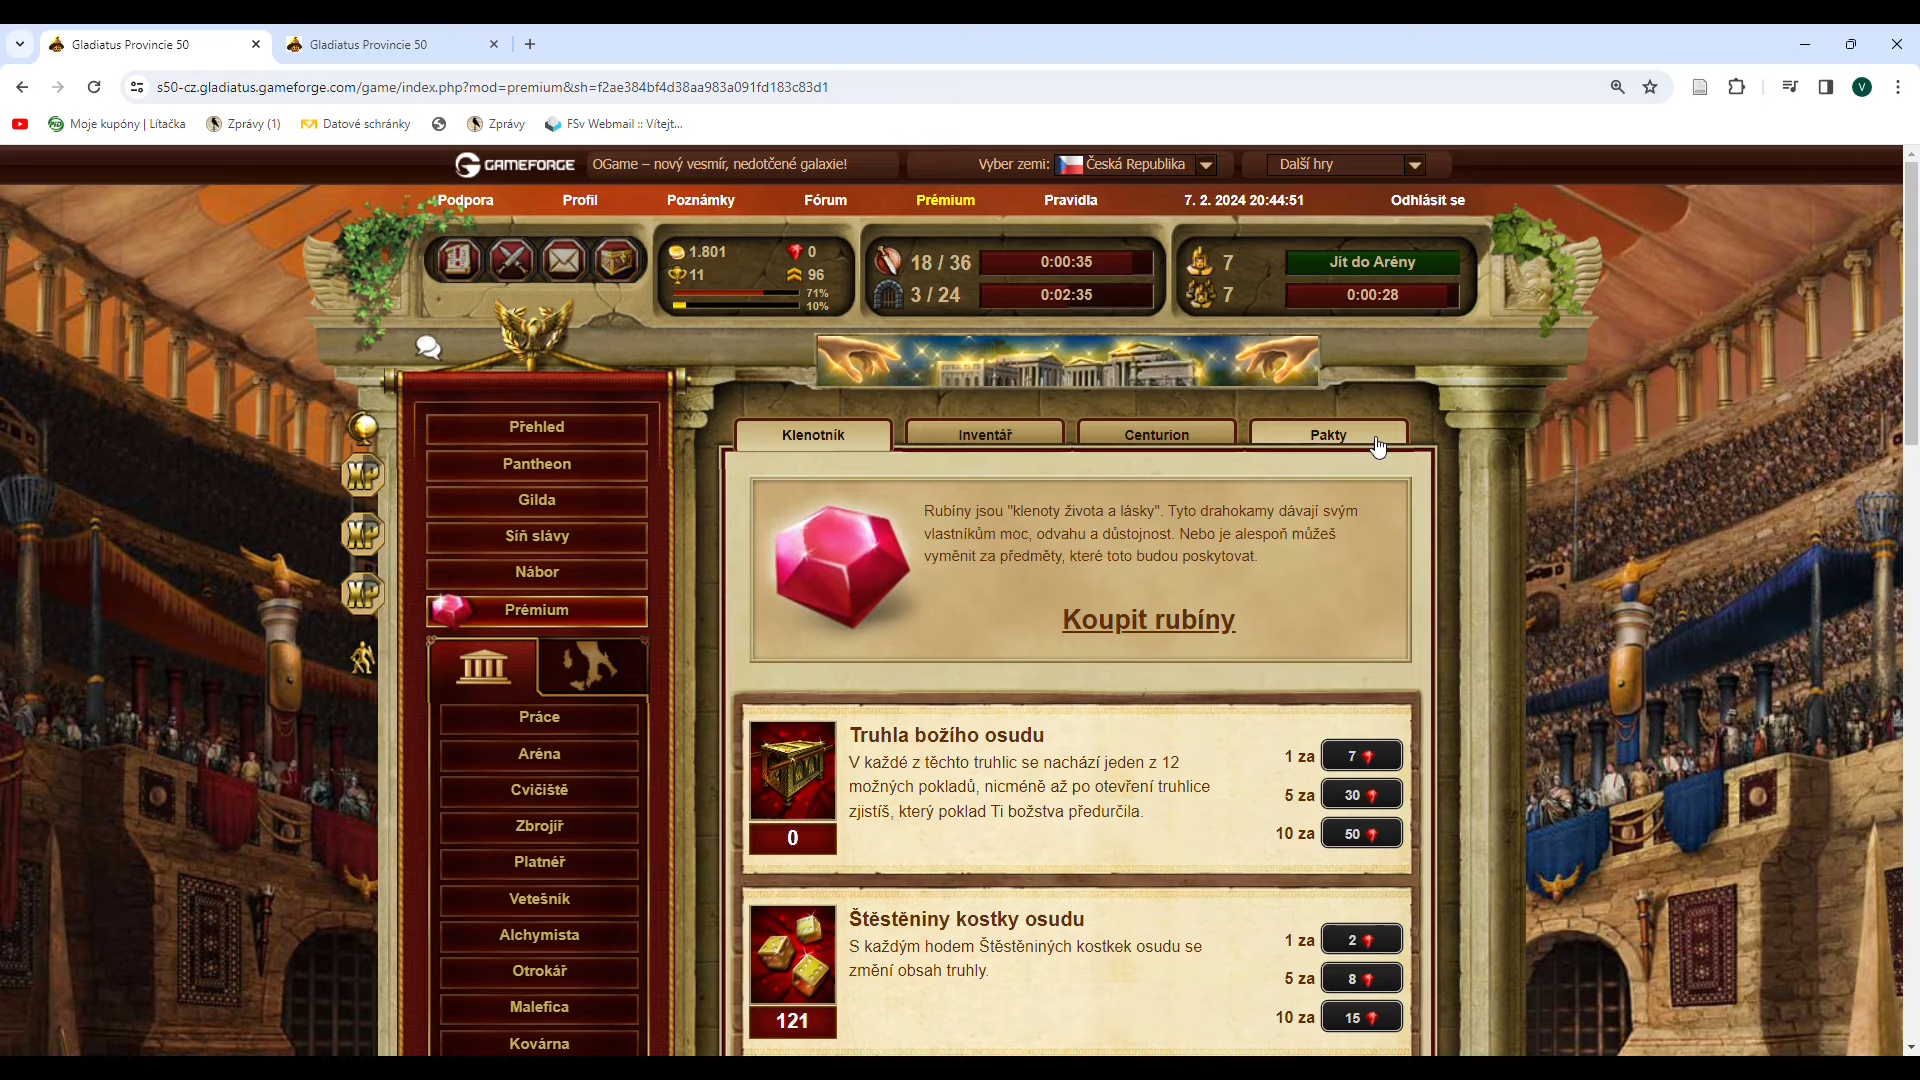 Gladiatus Provincie 50
Gladiatus Provincie 50
s50-cz.gladiatus.gameforge.com/game/index.php?mod=premium&sh=f2ae384bf4d38aa983a091fd183c83d1
V
Moje kupóny | Lítačka
Zprávy (1)
Datové schránky
Zprávy
FSv Webmail :: Vítejt...
GAMEFORGE
OGame – nový vesmír, nedotčené galaxie!
Vyber zemi:
Česká Republika
Další hry
Podpora
Profil
Poznámky
Fórum
Prémium
Pravidla
7. 2. 2024 20:44:51
Odhlásit se
1.801
0
11
96
71%
10%
18 / 36
0:00:35
3 / 24
0:02:35
7
Jít do Arény
7
0:00:28
XP
XP
XP
Přehled
Pantheon
Gilda
Síň slávy
Nábor
Prémium
Práce
Aréna
Cvičiště
Zbrojíř
Platnéř
Vetešník
Alchymista
Otrokář
Malefica
Kovárna
Klenotník
Inventář
Centurion
Pakty
Rubíny jsou "klenoty života a lásky". Tyto drahokamy dávají svým
vlastníkům moc, odvahu a důstojnost. Nebo je alespoň můžeš
vyměnit za předměty, které toto budou poskytovat.
Koupit rubíny
Truhla božího osudu
V každé z těchto truhlic se nachází jeden z 12
možných pokladů, nicméně až po otevření truhlice
zjistíš, který poklad Ti božstva předurčila.
0
1 za 7
5 za 30
10 za 50
Štěstěniny kostky osudu
S každým hodem Štěstěniných kostkek osudu se
změní obsah truhly.
121
1 za 2
5 za 8
10 za 15